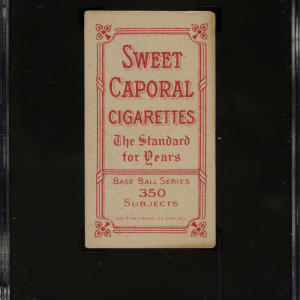 SWEET
CAPORAL
CIGARETTES
The Standard
for Years
BASE BALL SERIES
350
SUBJECTS